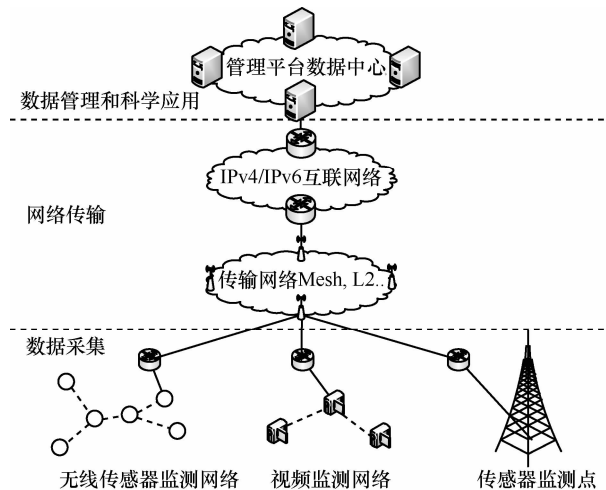 管理平台数据中心
数据管理和科学应用
IPv4/IPv6互联网络
网络传输
传输网络Mesh, L2..
数据采集
无线传感器监测网络
视频监测网络
传感器监测点